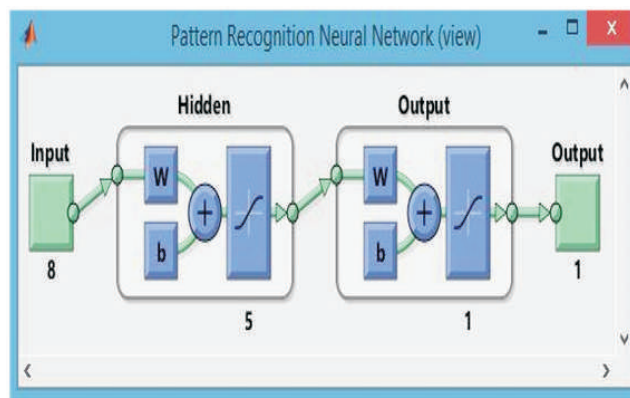 Pattern Recognition Neural Network (view)
Hidden
Output
Input
Output
W
W
b
b
8
5
1
1